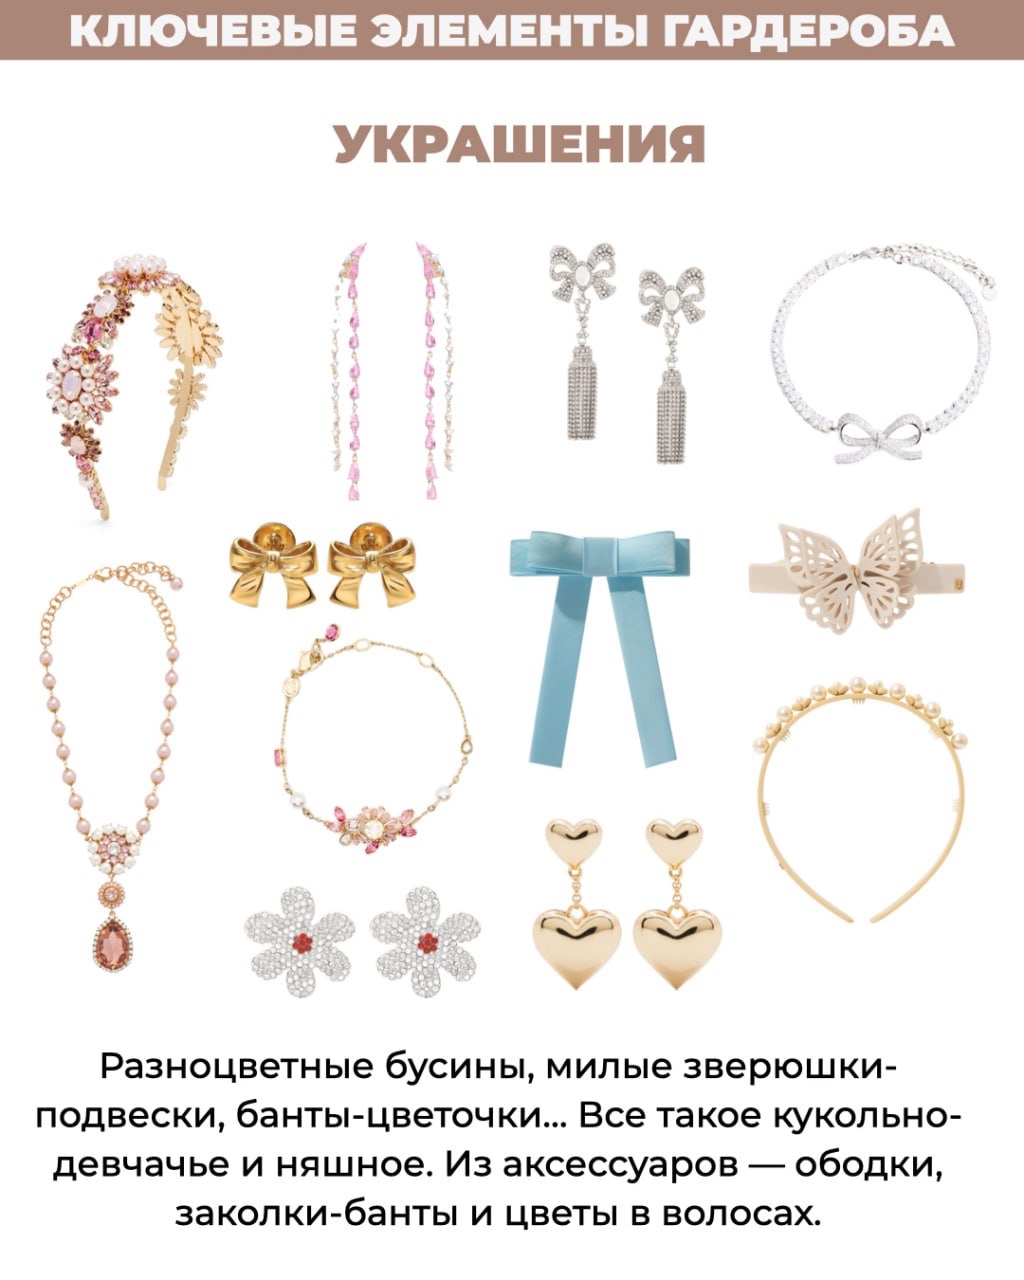 КЛЮЧЕВЫЕ ЭЛЕМЕНТЫ ГАРДЕРОБА
УКРАШЕНИЯ
Разноцветные бусины, милые зверюшки-
подвески, банты-цветочки... Все такое кукольно-
девчачье и няшное. Из аксессуаров — ободки,
заколки-банты и цветы в волосах.